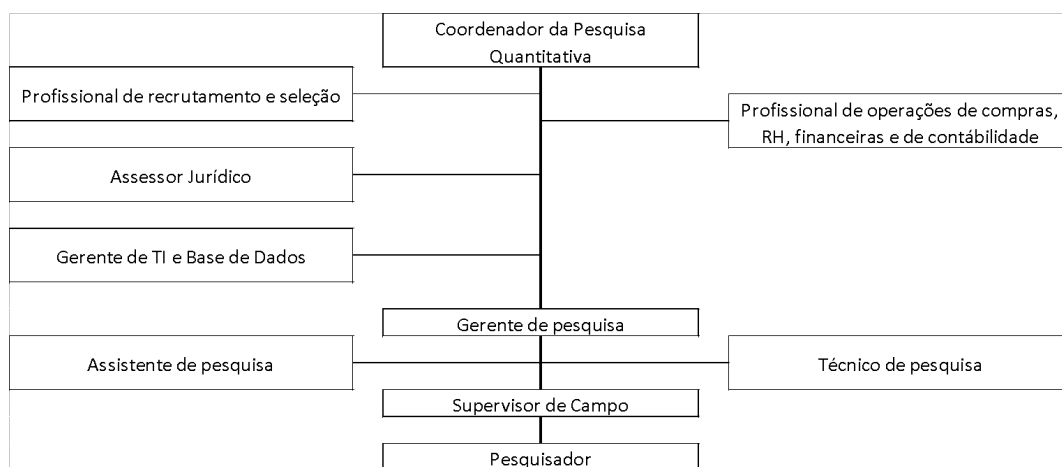 Coordenador da Pesquisa
Quantitativa
Profissional de recrutamento e seleção
Profissional de operações de compras,
RH, financeiras e de contábilidade
Assessor Jurídico
Gerente de TI e Base de Dados
Gerente de pesquisa
Assistente de pesquisa
Técnico de pesquisa
Supervisor de Campo
Pesquisador